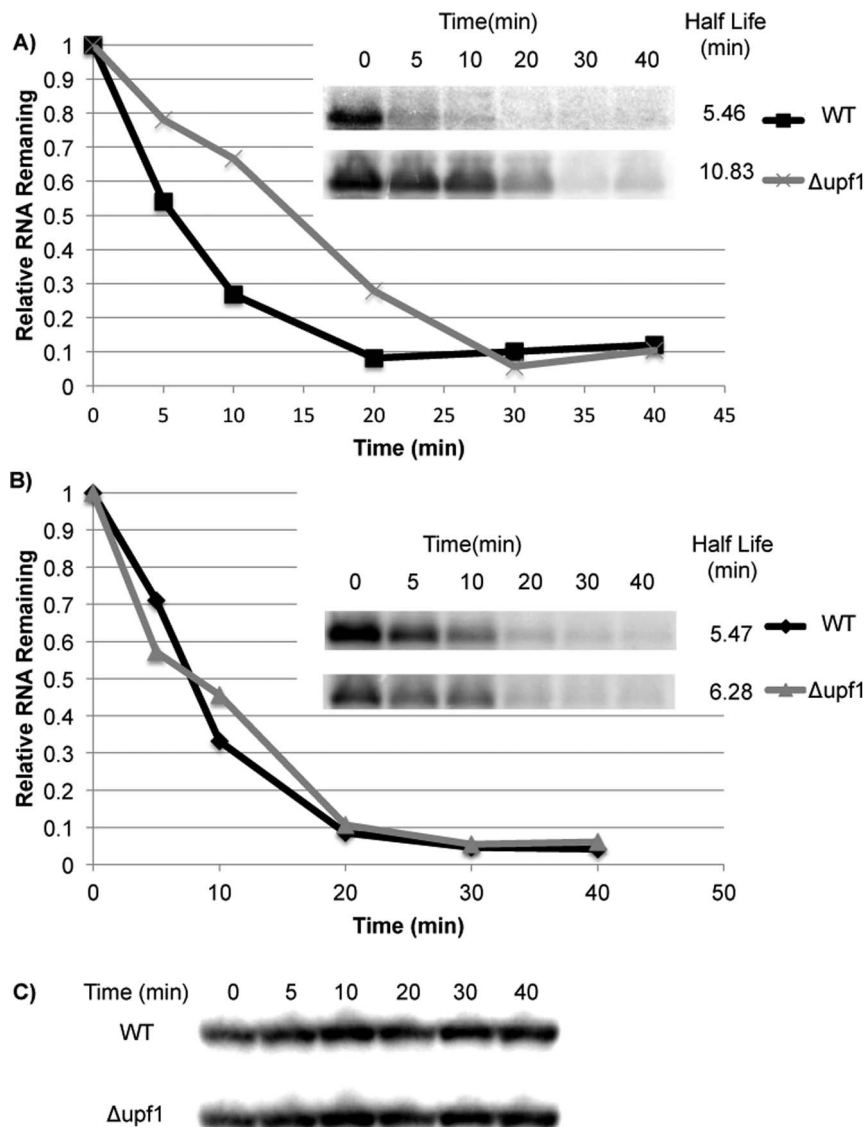 A)
Time(min)
0 5 10 20 30 40
Half Life
(min)
5.46 WT
10.83 Δupf1
Relative RNA Remaining
1
0.9
0.8
0.7
0.6
0.5
0.4
0.3
0.2
0.1
0
0 5 10 15 20 25 30 35 40 45
Time (min)
B)
Time(min)
0 5 10 20 30 40
Half Life
(min)
5.47 WT
6.28 Δupf1
Relative RNA Remaining
1
0.9
0.8
0.7
0.6
0.5
0.4
0.3
0.2
0.1
0
0 10 20 30 40 50
Time (min)
C)
Time (min) 0 5 10 20 30 40
WT
Δupf1